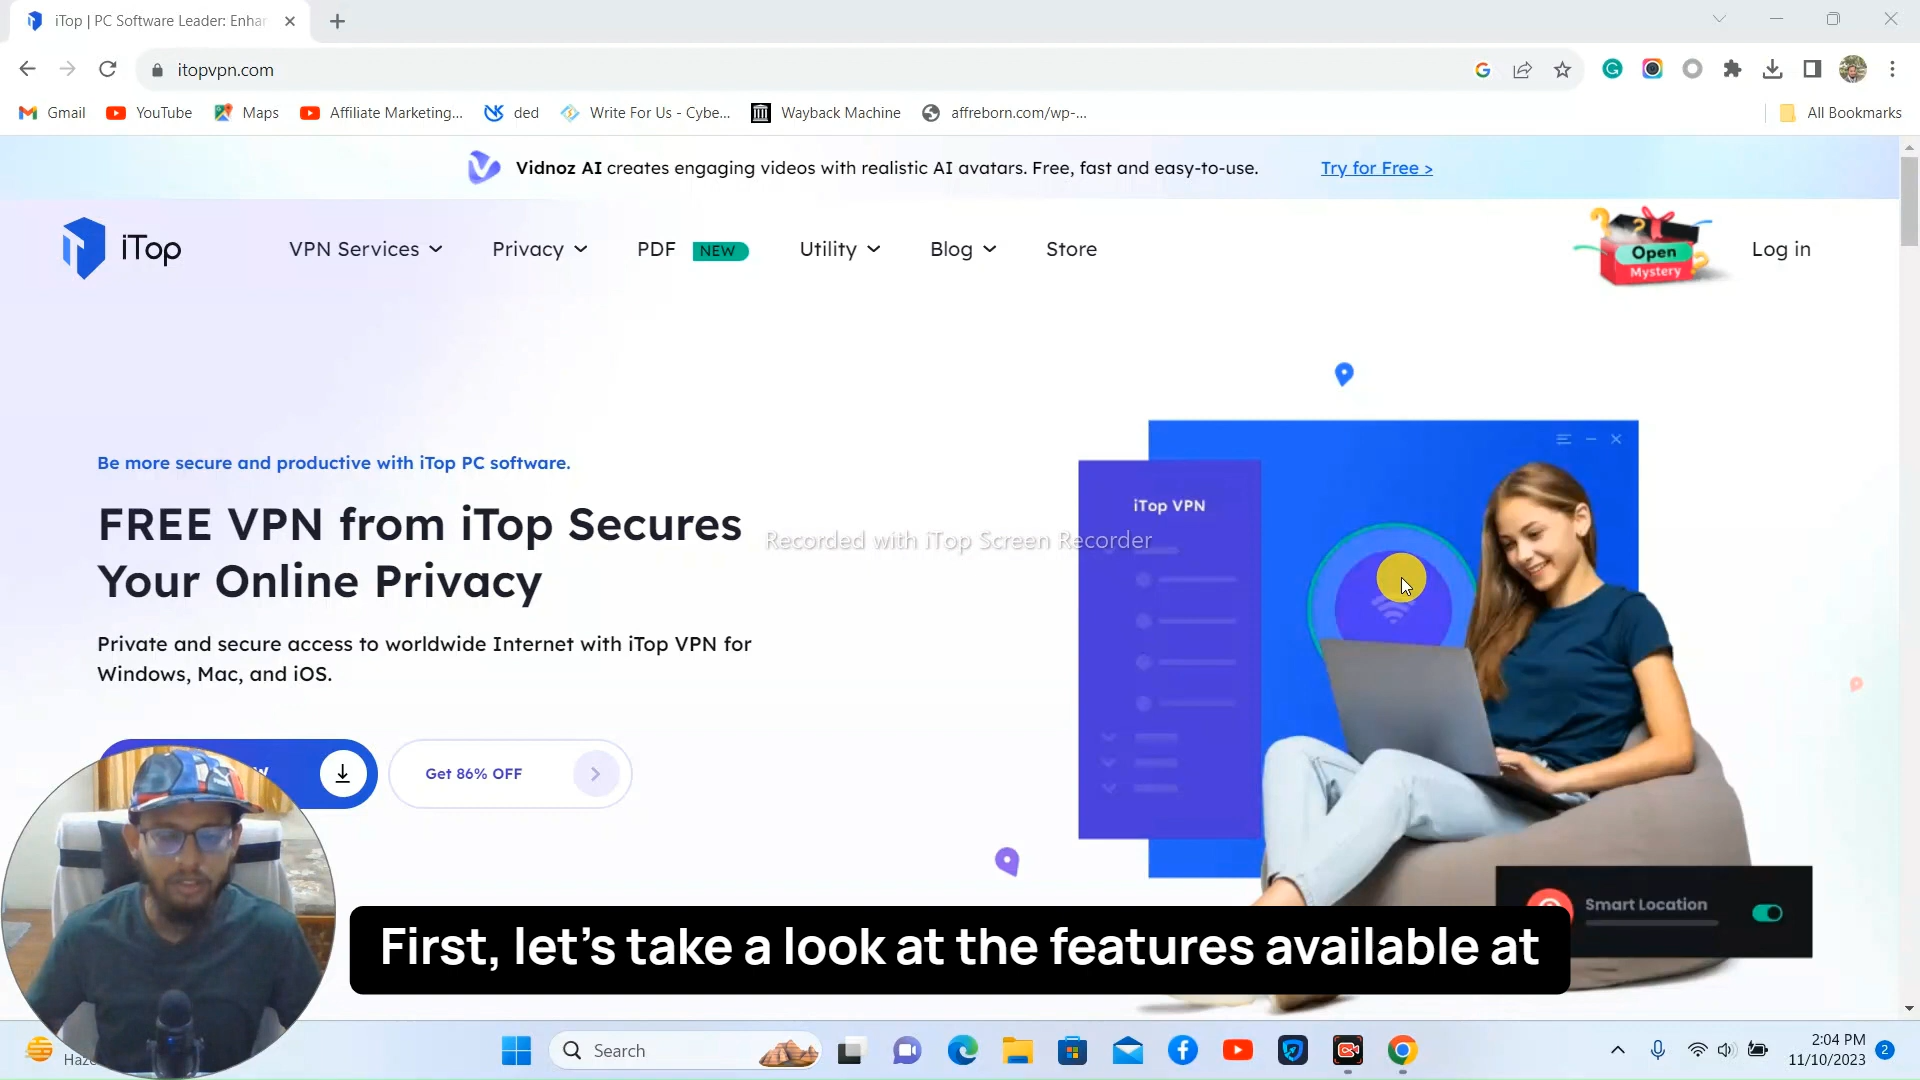 iTop | PC Software Leader: Enhan
itopvpn.com
Gmail
YouTube
Maps
Affiliate Marketing...
ded
Write For Us - Cybe...
Wayback Machine
affreborn.com/wp-...
All Bookmarks
Vidnoz AI creates engaging videos with realistic AI avatars. Free, fast and easy-to-use.
Try for Free >
iTop
VPN Services
Privacy
PDF NEW
Utility
Blog
Store
Open
Mystery
Log in
Be more secure and productive with iTop PC software.
FREE VPN from iTop Secures
Your Online Privacy
Recorded with iTop Screen Recorder
iTop VPN
Private and secure access to worldwide Internet with iTop VPN for
Windows, Mac, and iOS.
Get 86% OFF
Smart Location
First, let's take a look at the features available at
Search
2:04 PM
11/10/2023
2